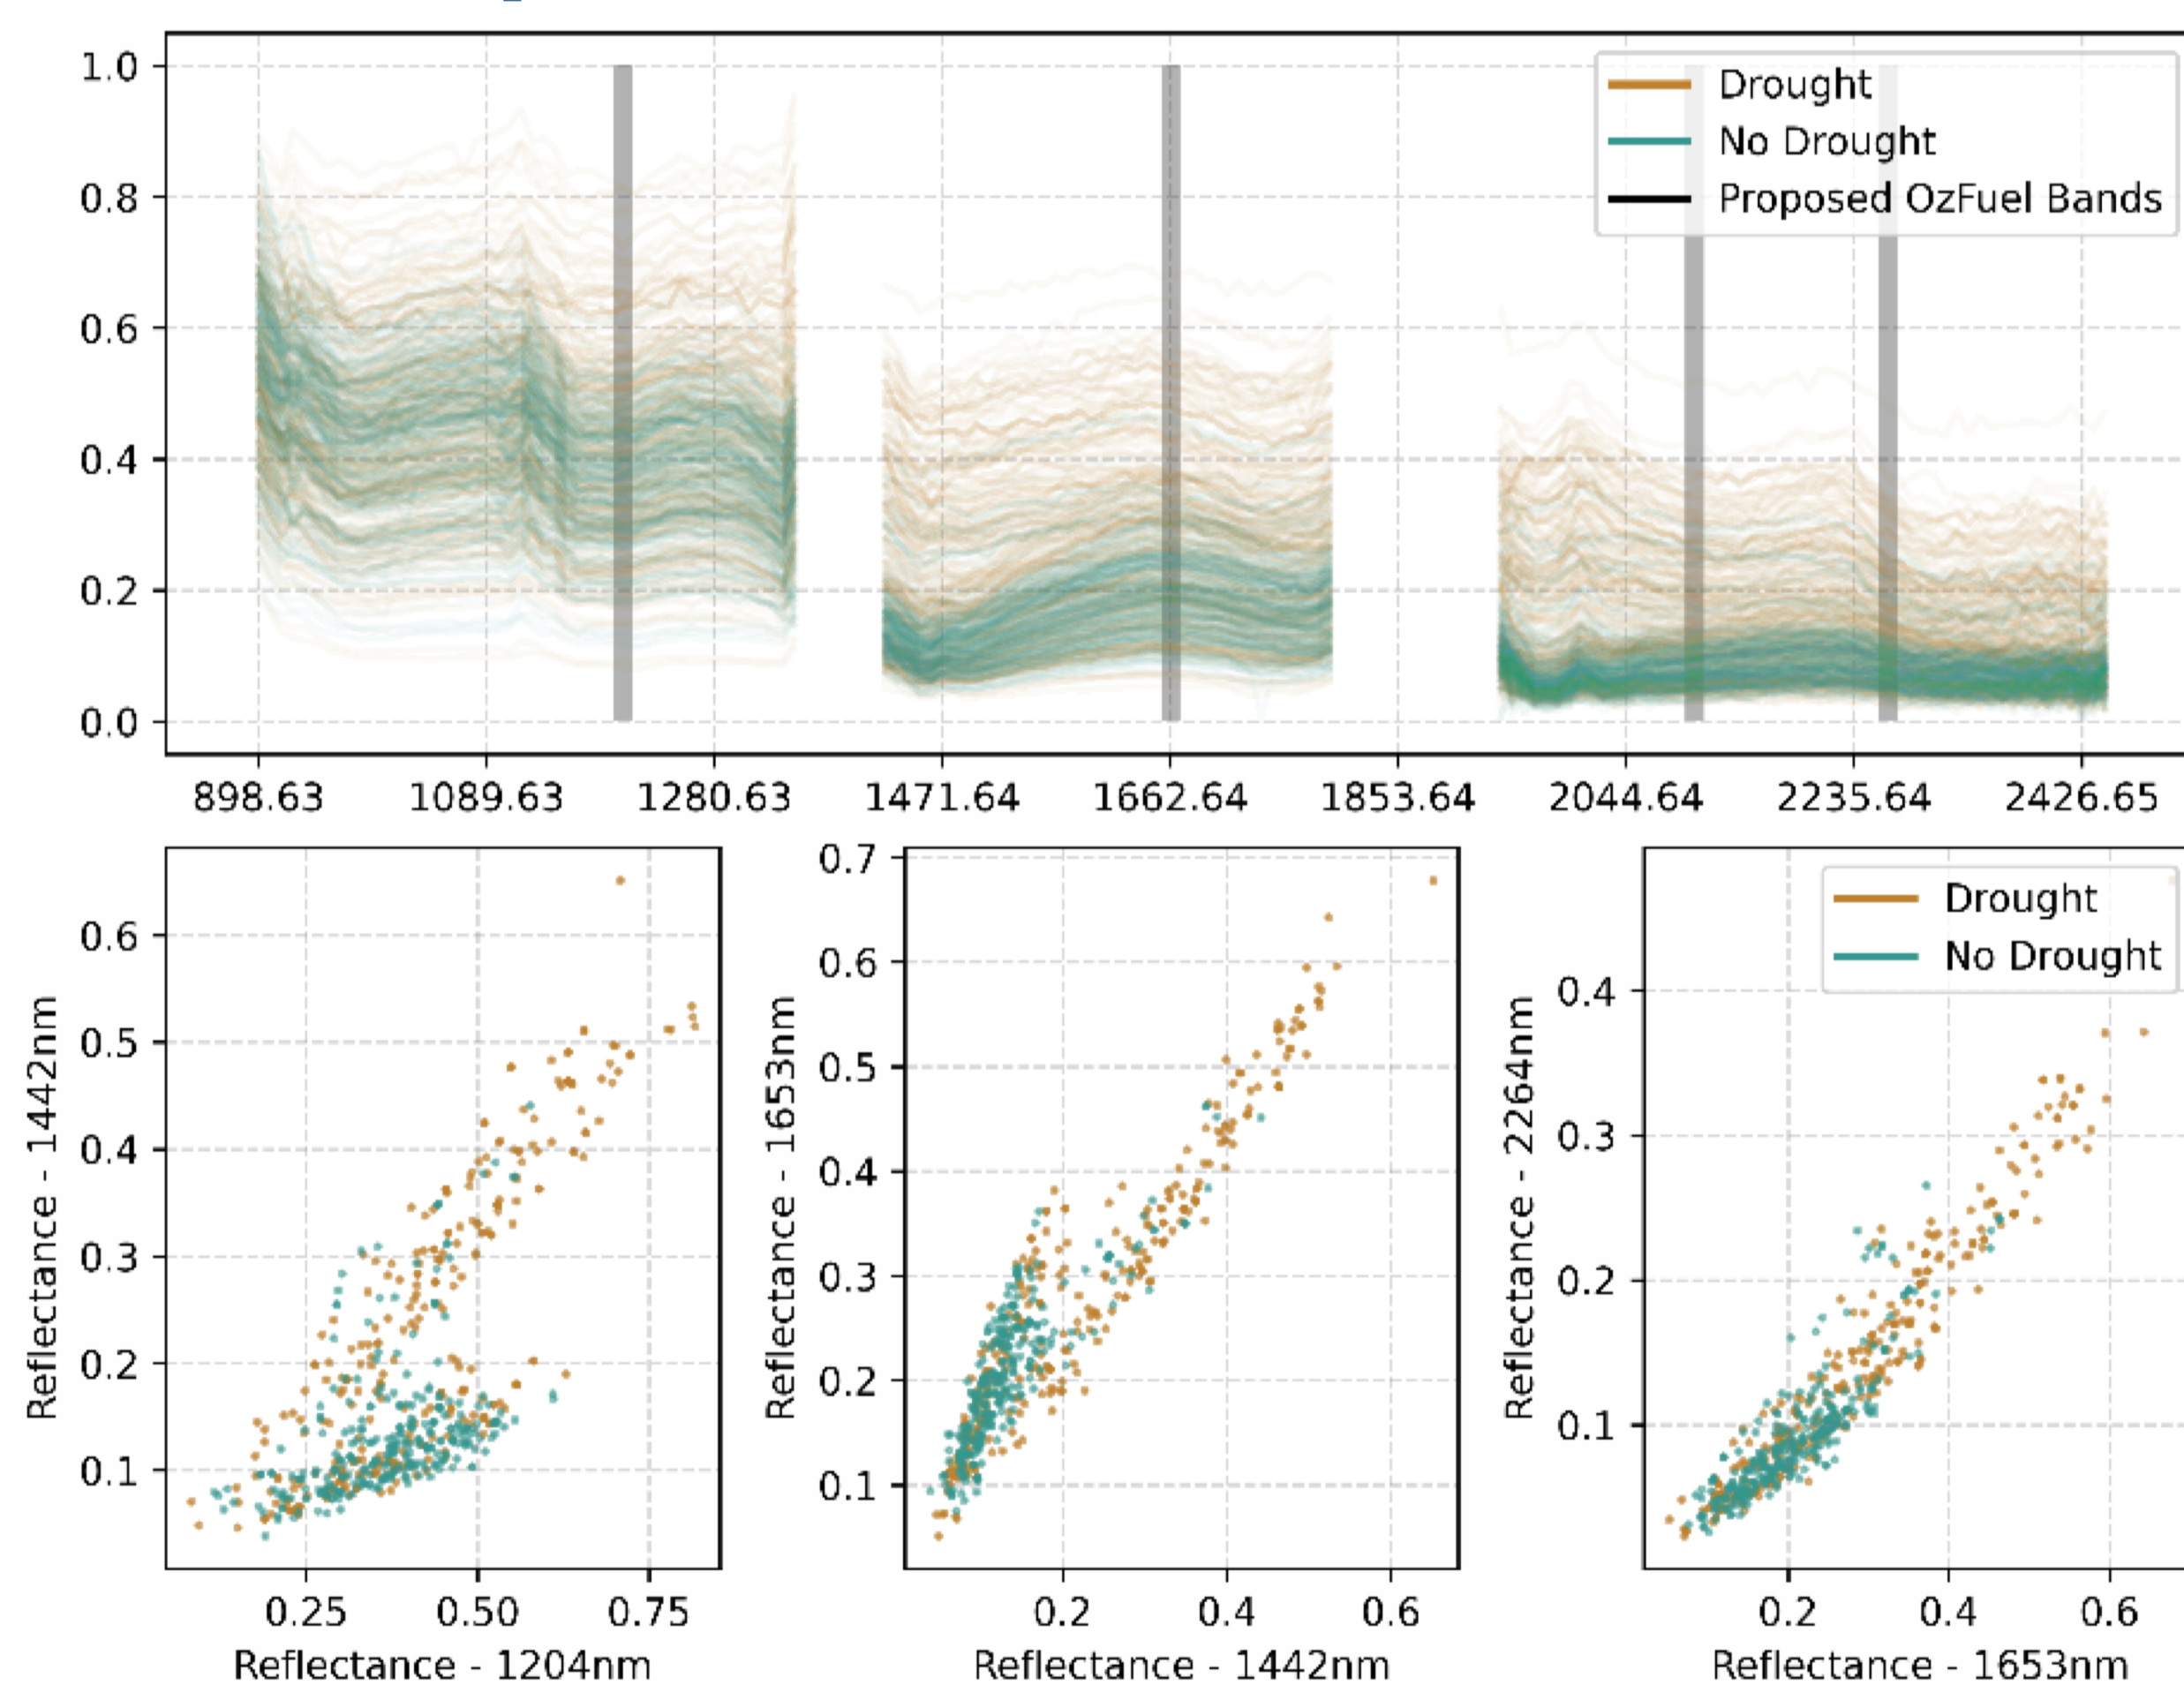 1.0
0.8
0.6
0.4
0.2
0.0
Drought
No Drought
Proposed OzFuel Bands
898.63 1089.63 1280.63 1471.64 1662.64 1853.64 2044.64 2235.64 2426.65
Reflectance - 1442nm
0.6
0.5
0.4
0.3
0.2
0.1
0.25 0.50 0.75
Reflectance - 1204nm
Reflectance - 1653nm
0.7
0.6
0.5
0.4
0.3
0.2
0.1
0.2 0.4 0.6
Reflectance - 1442nm
Reflectance - 2264nm
0.4
0.3
0.2
0.1
Drought
No Drought
0.2 0.4 0.6
Reflectance - 1653nm